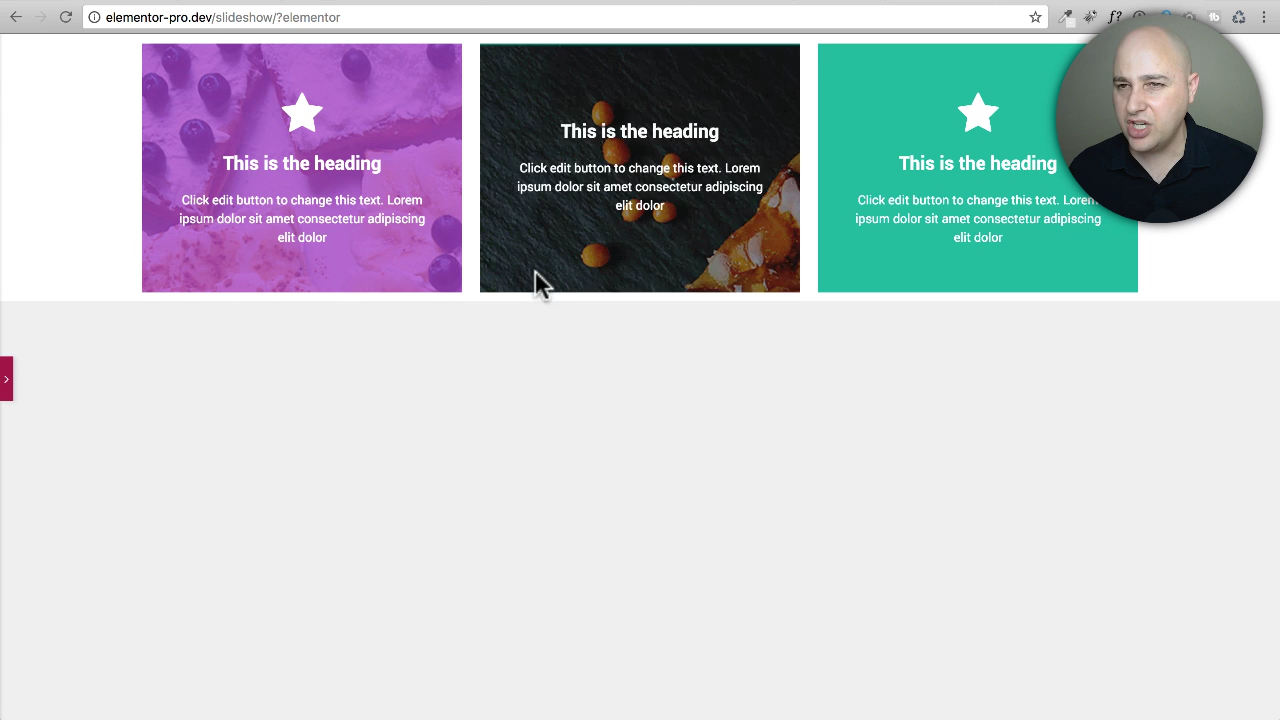 elementor-pro.dev/slideshow/?elementor
This is the heading
Click edit button to change this text. Lorem
ipsum dolor sit amet consectetur adipiscing
elit dolor
This is the heading
Click edit button to change this text. Lorem
ipsum dolor sit amet consectetur adipiscing
elit dolor
This is the heading
Click edit button to change this text. Lorem
ipsum dolor sit amet consectetur adipiscing
elit dolor